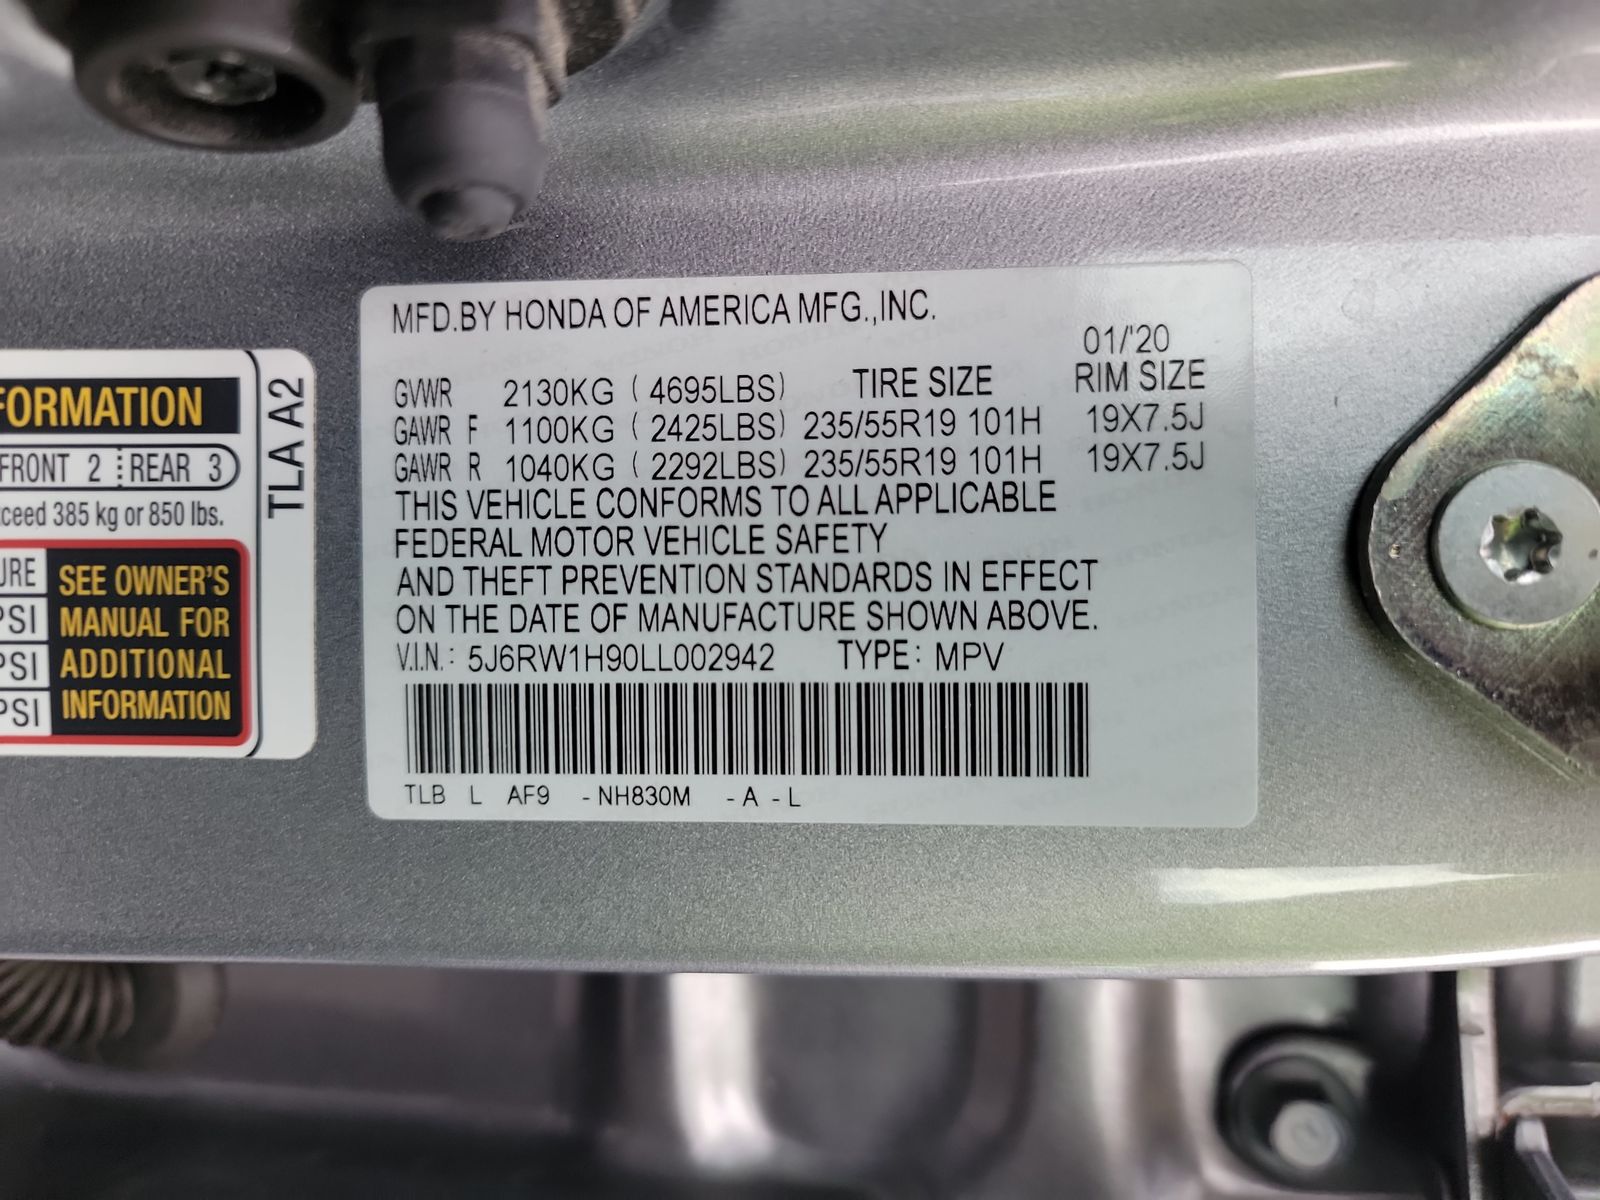 MFD.BY HONDA OF AMERICA MFG.,INC.
01/'20
GVWR 2130KG ( 4695LBS) TIRE SIZE RIM SIZE
GAWR F 1100KG ( 2425LBS) 235/55R19 101H 19X7.5J
GAWR R 1040KG ( 2292LBS) 235/55R19 101H 19X7.5J
THIS VEHICLE CONFORMS TO ALL APPLICABLE
FEDERAL MOTOR VEHICLE SAFETY
AND THEFT PREVENTION STANDARDS IN EFFECT
ON THE DATE OF MANUFACTURE SHOWN ABOVE.
V.I.N.: 5J6RW1H90LL002942 TYPE: MPV
TLB L AF9 -NH830M -A -L
FORMATION
FRONT 2 REAR 3
ceed 385 kg or 850 lbs.
URE
PSI
PSI
PSI
SEE OWNER'S
MANUAL FOR
ADDITIONAL
INFORMATION
TLA A2